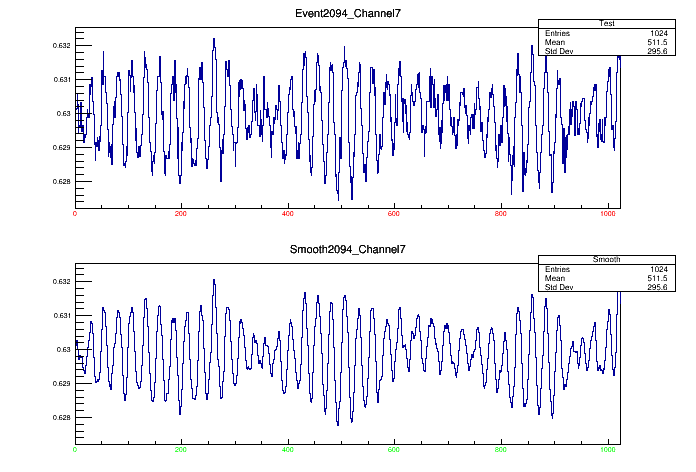 Event2094_Channel7
Test
Entries 1024
Mean 511.5
Std Dev 295.6
0.632
0.631
0.63
0.629
0.628
0 200 400 600 800 1000
Smooth2094_Channel7
Smooth
Entries 1024
Mean 511.5
Std Dev 295.6
0.632
0.631
0.63
0.629
0.628
0 200 400 600 800 1000